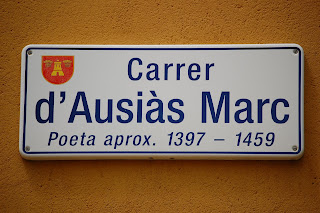 Carrer
d'Ausiàs Marc
Poeta aprox. 1397 – 1459